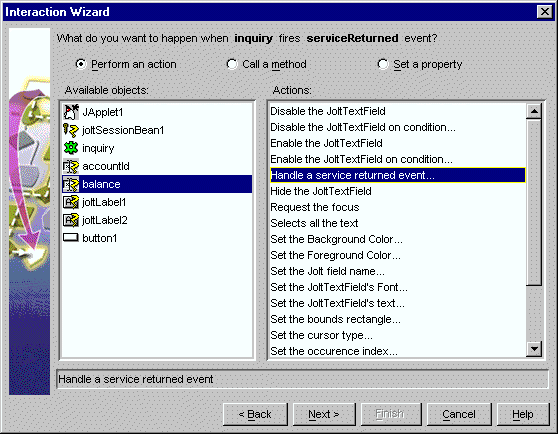 Interaction Wizard
What do you want to happen when inquiry fires serviceReturned event?
Perform an action
Call a method
Set a property
Available objects:
JApplet1
joltSessionBean1
inquiry
accountId
balance
joltLabel1
joltLabel2
button1
Actions:
Disable the JoltTextField
Disable the JoltTextField on condition...
Enable the JoltTextField
Enable the JoltTextField on condition...
Handle a service returned event...
Hide the JoltTextField
Request the focus
Selects all the text
Set the Background Color...
Set the Foreground Color...
Set the Jolt field name...
Set the JoltTextField's Font...
Set the JoltTextField's text...
Set the bounds rectangle...
Set the cursor type...
Set the occurence index...
Handle a service returned event
< Back
Next >
Finish
Cancel
Help